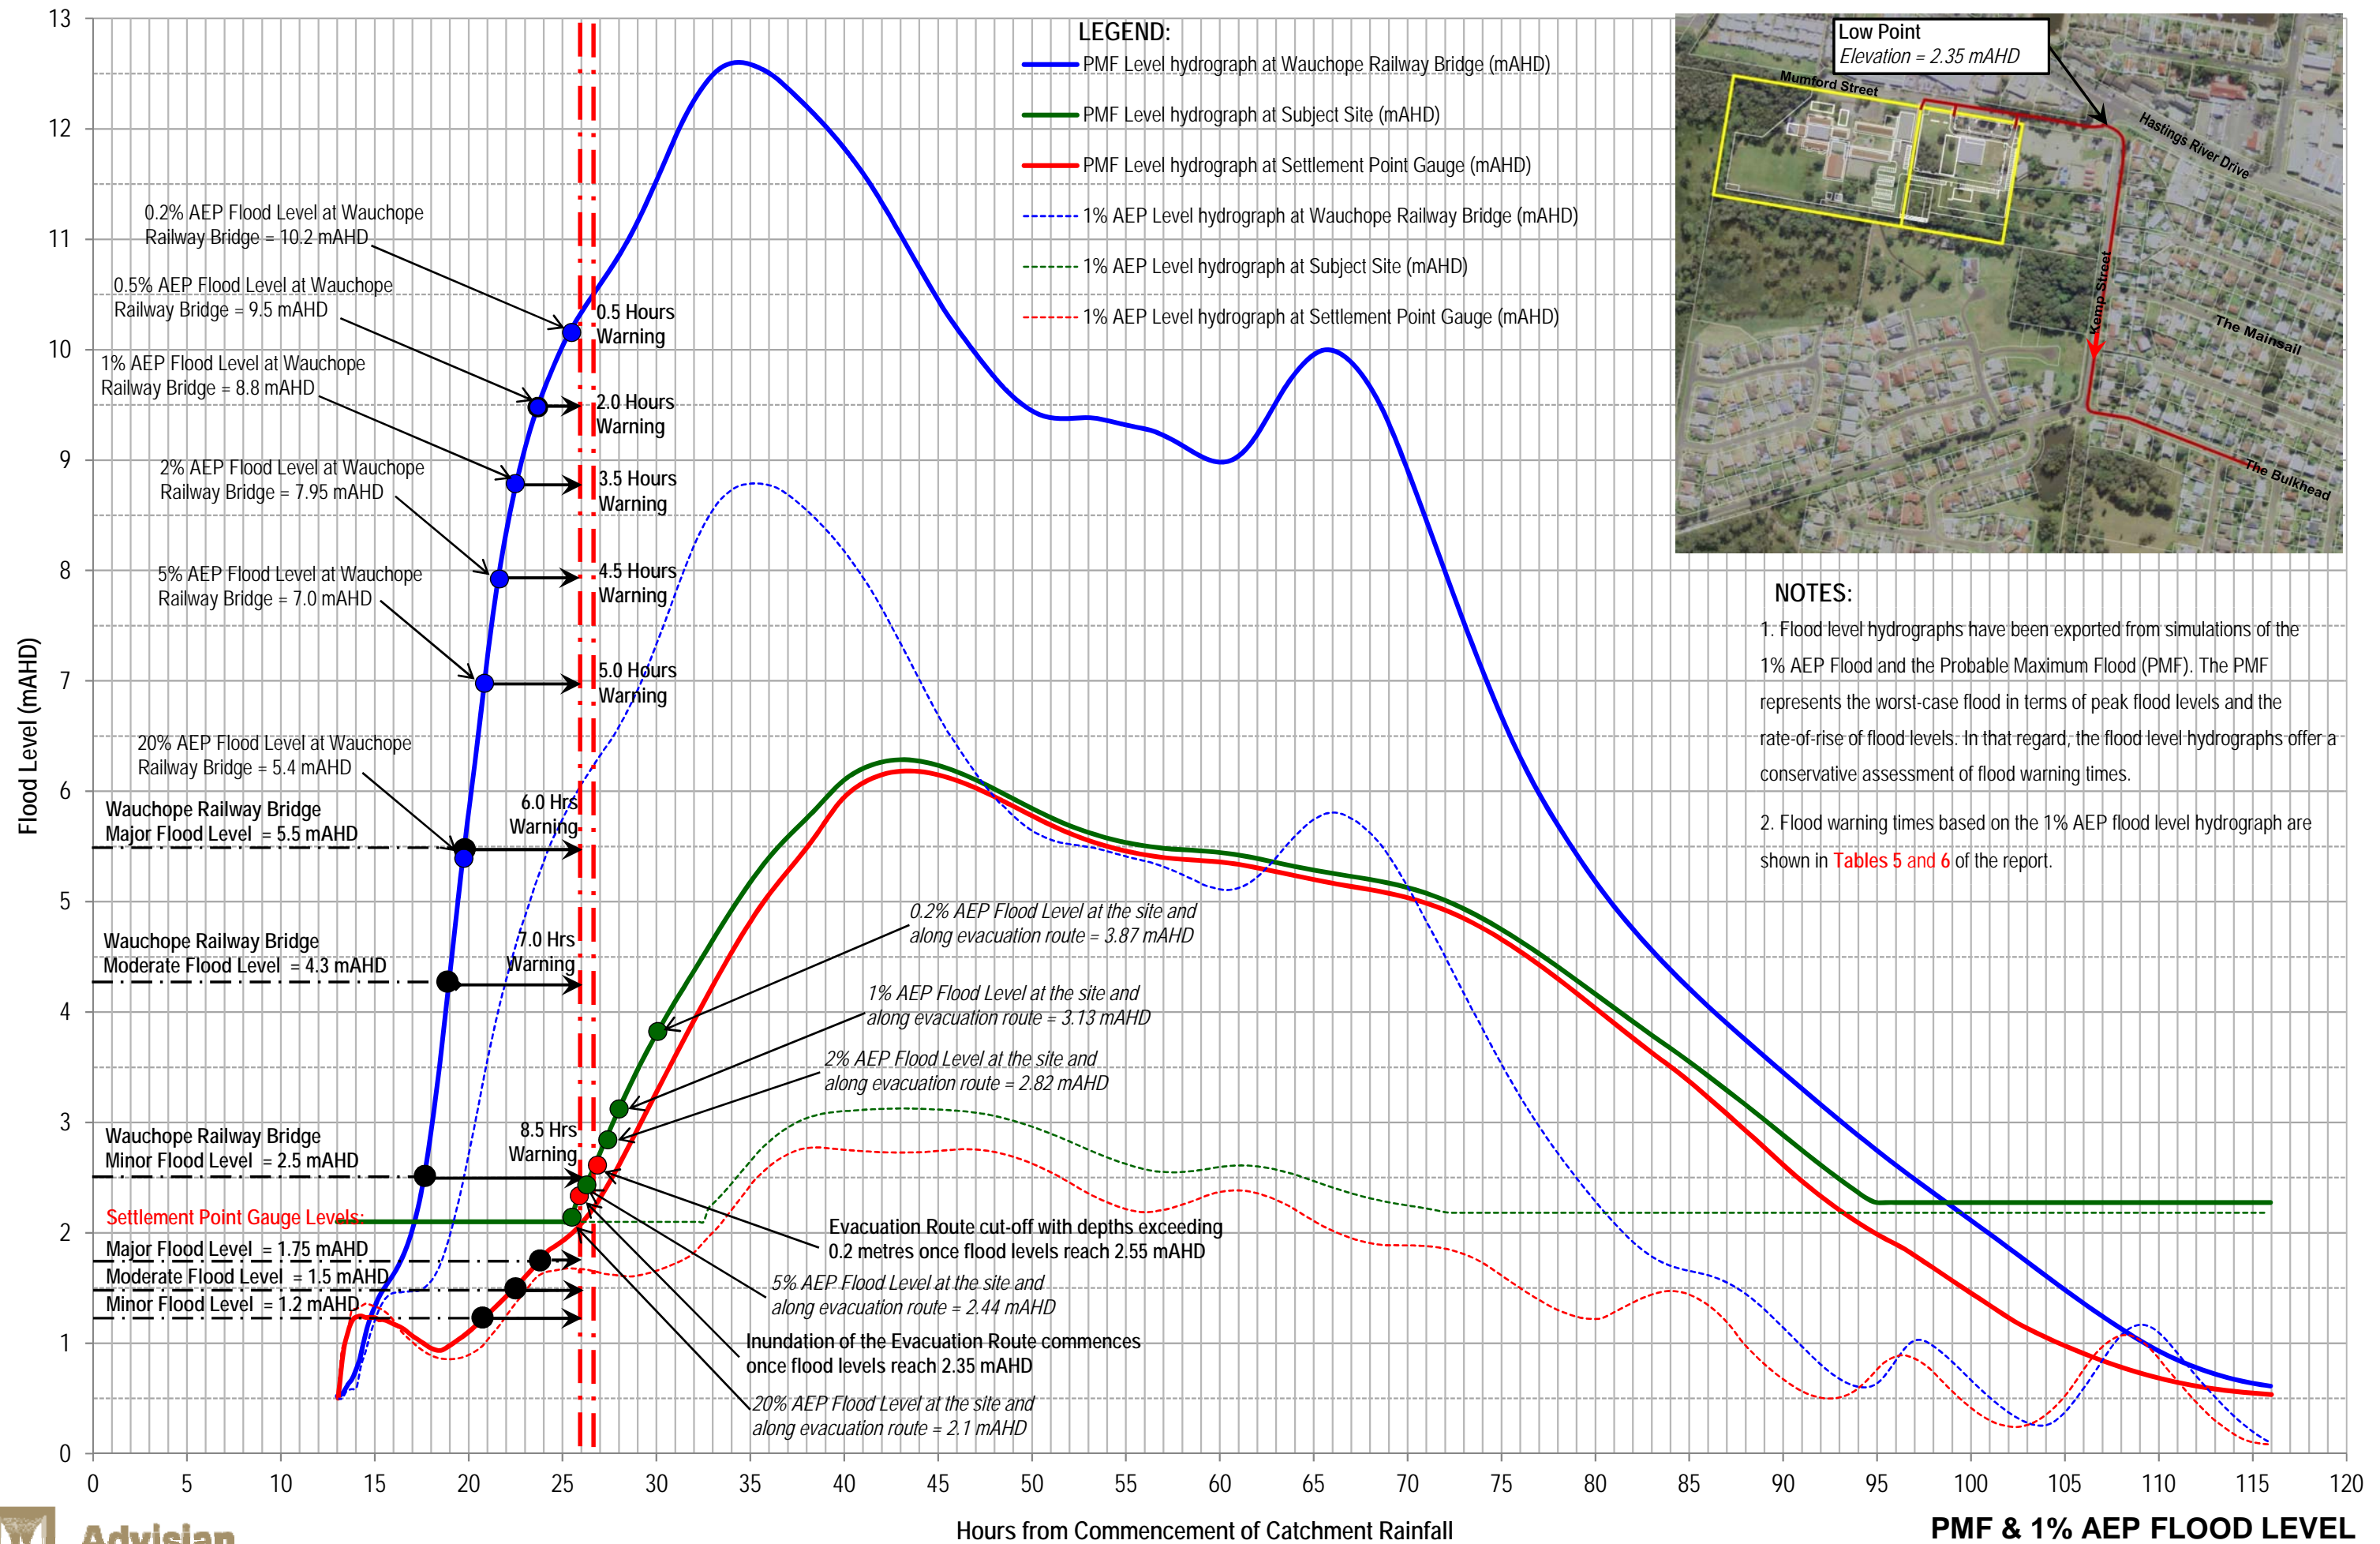 LEGEND:
PMF Level hydrograph at Wauchope Railway Bridge (mAHD)
PMF Level hydrograph at Subject Site (mAHD)
PMF Level hydrograph at Settlement Point Gauge (mAHD)
1% AEP Level hydrograph at Wauchope Railway Bridge (mAHD)
1% AEP Level hydrograph at Subject Site (mAHD)
1% AEP Level hydrograph at Settlement Point Gauge (mAHD)
Low Point
Elevation = 2.35 mAHD
Mumford Street
Hastings River Drive
Kemp Street
The Mainsail
The Bulkhead
NOTES:
1. Flood level hydrographs have been exported from simulations of the
1% AEP Flood and the Probable Maximum Flood (PMF). The PMF
represents the worst-case flood in terms of peak flood levels and the
rate-of-rise of flood levels. In that regard, the flood level hydrographs offer a
conservative assessment of flood warning times.
2. Flood warning times based on the 1% AEP flood level hydrograph are
shown in Tables 5 and 6 of the report.
Flood Level (mAHD)
13
12
11
10
9
8
7
6
5
4
3
2
1
0
0.2% AEP Flood Level at Wauchope
Railway Bridge = 10.2 mAHD
0.5% AEP Flood Level at Wauchope
Railway Bridge = 9.5 mAHD
1% AEP Flood Level at Wauchope
Railway Bridge = 8.8 mAHD
2% AEP Flood Level at Wauchope
Railway Bridge = 7.95 mAHD
5% AEP Flood Level at Wauchope
Railway Bridge = 7.0 mAHD
20% AEP Flood Level at Wauchope
Railway Bridge = 5.4 mAHD
Wauchope Railway Bridge
Major Flood Level = 5.5 mAHD
Wauchope Railway Bridge
Moderate Flood Level = 4.3 mAHD
Wauchope Railway Bridge
Minor Flood Level = 2.5 mAHD
Settlement Point Gauge Levels:
Major Flood Level = 1.75 mAHD
Moderate Flood Level = 1.5 mAHD
Minor Flood Level = 1.2 mAHD
0.5 Hours
Warning
2.0 Hours
Warning
3.5 Hours
Warning
4.5 Hours
Warning
5.0 Hours
Warning
6.0 Hrs
Warning
7.0 Hrs
Warning
8.5 Hrs
Warning
0.2% AEP Flood Level at the site and
along evacuation route = 3.87 mAHD
1% AEP Flood Level at the site and
along evacuation route = 3.13 mAHD
2% AEP Flood Level at the site and
along evacuation route = 2.82 mAHD
Evacuation Route cut-off with depths exceeding
0.2 metres once flood levels reach 2.55 mAHD
5% AEP Flood Level at the site and
along evacuation route = 2.44 mAHD
Inundation of the Evacuation Route commences
once flood levels reach 2.35 mAHD
20% AEP Flood Level at the site and
along evacuation route = 2.1 mAHD
0 5 10 15 20 25 30 35 40 45 50 55 60 65 70 75 80 85 90 95 100 105 110 115 120
Hours from Commencement of Catchment Rainfall
Advisian
PMF & 1% AEP FLOOD LEVEL